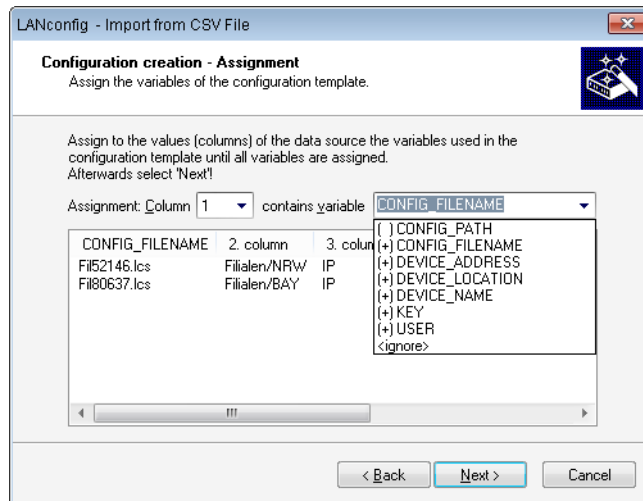 LANconfig - Import from CSV File
Configuration creation - Assignment
Assign the variables of the configuration template.
Assign to the values (columns) of the data source the variables used in the
configuration template until all variables are assigned.
Afterwards select 'Next'!
Assignment: Column 1 contains variable CONFIG_FILENAME
( ) CONFIG_PATH
(+) CONFIG_FILENAME
(+) DEVICE_ADDRESS
(+) DEVICE_LOCATION
(+) DEVICE_NAME
(+) KEY
(+) USER
<ignore>
CONFIG_FILENAME 2. column 3. colum
Fil52146.lcs Filialen/NRW IP
Fil80637.lcs Filialen/BAY IP
< Back Next > Cancel